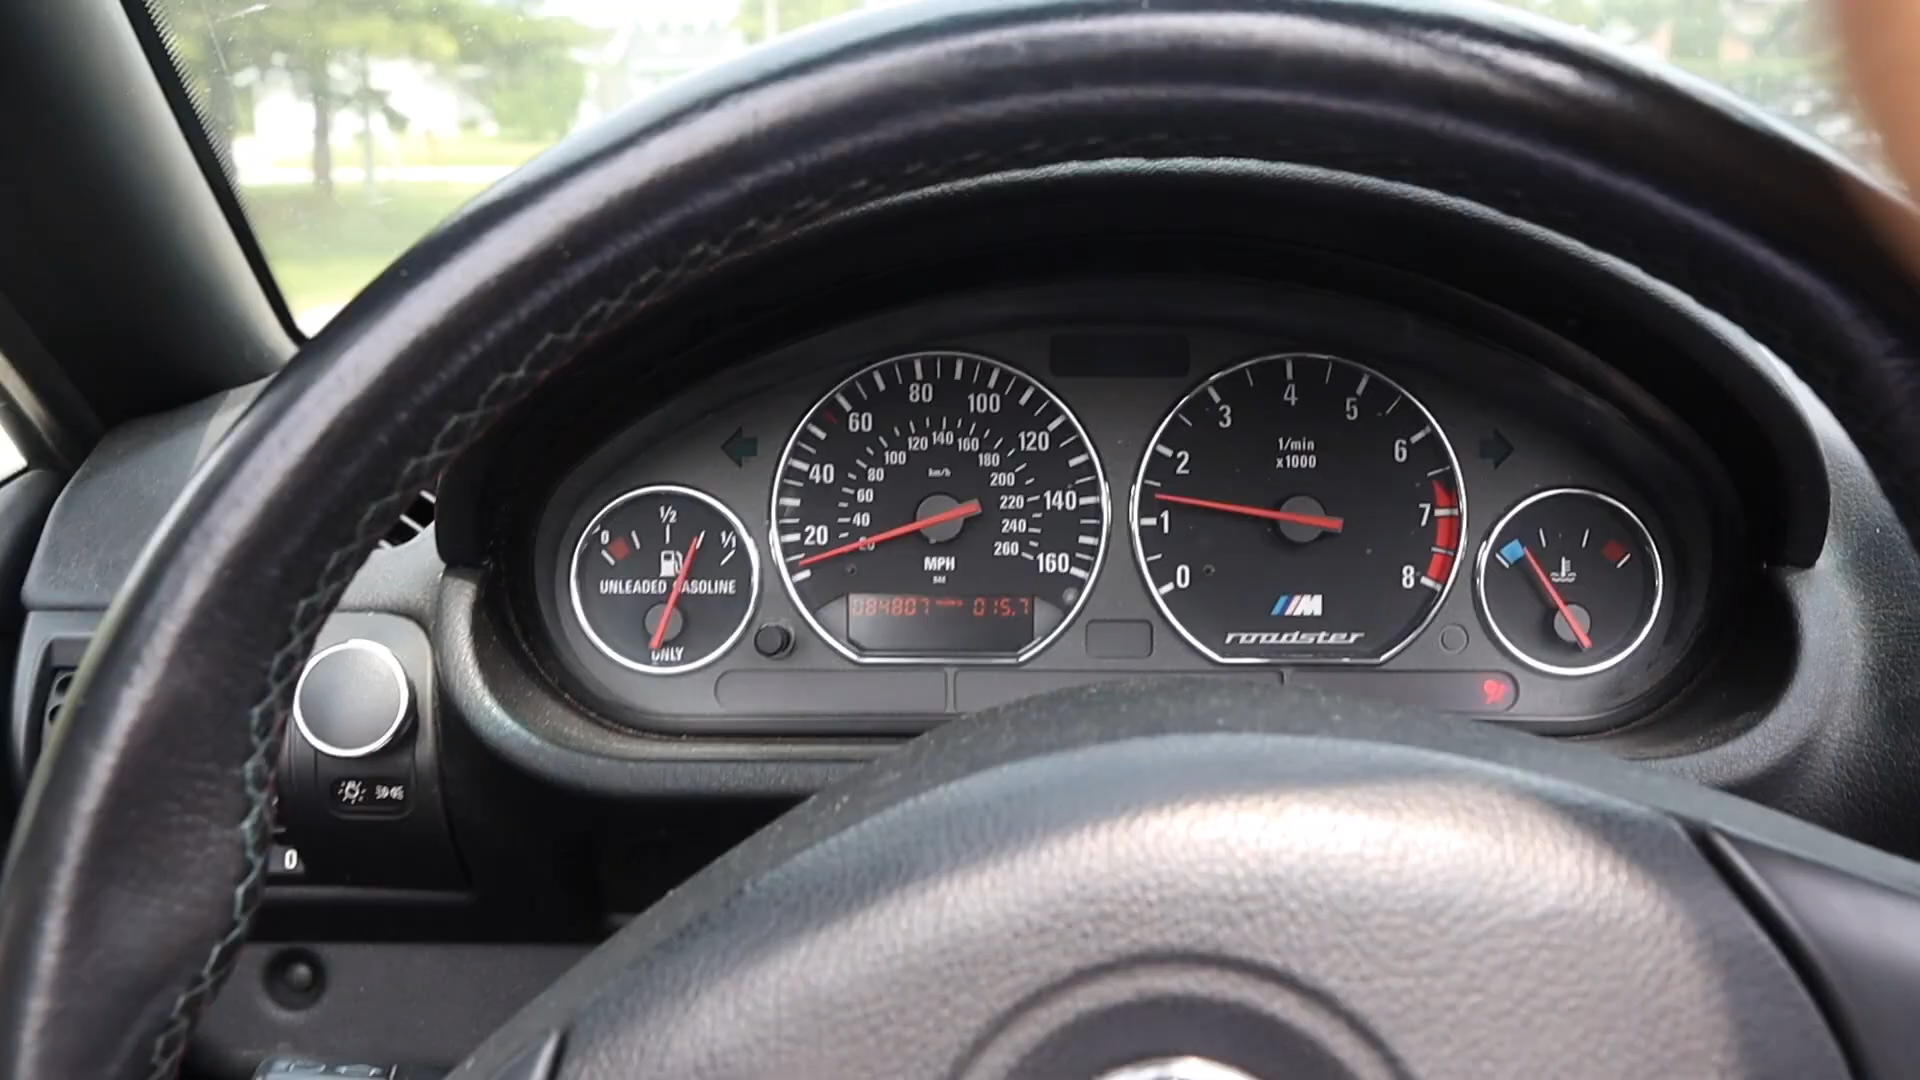 0 1/2 1/1
UNLEADED GASOLINE
ONLY
20 40 60 80 100 120 140 160
20 40 60 80 100 120 140 160 180 200 220 240 260
km/h
MPH
084807 015.7
0 1 2 3 4 5 6 7 8
1/min
x1000
M
roadster
0